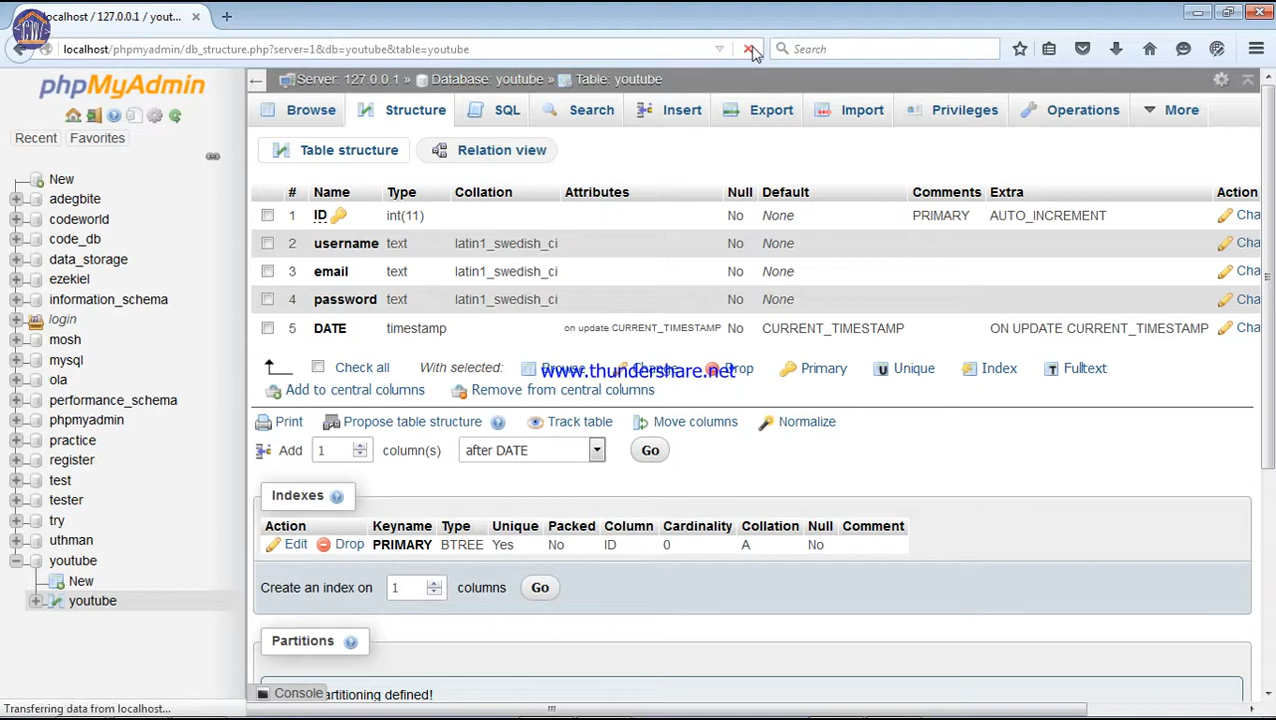 localhost / 127.0.0.1 / yout...
localhost/phpmyadmin/db_structure.php?server=1&db=youtube&table=youtube
Search
phpMyAdmin
Recent
Favorites
New
adegbite
codeworld
code_db
data_storage
ezekiel
information_schema
login
mosh
mysql
ola
performance_schema
phpmyadmin
practice
register
test
tester
try
uthman
youtube
New
youtube
Server: 127.0.0.1 » Database: youtube » Table: youtube
Browse Structure SQL Search Insert Export Import Privileges Operations More
Table structure Relation view
# Name Type Collation Attributes Null Default Comments Extra Action
1 ID int(11) No None PRIMARY AUTO_INCREMENT Cha
2 username text latin1_swedish_ci No None Cha
3 email text latin1_swedish_ci No None Cha
4 password text latin1_swedish_ci No None Cha
5 DATE timestamp on update CURRENT_TIMESTAMP No CURRENT_TIMESTAMP ON UPDATE CURRENT_TIMESTAMP Cha
Check all With selected: Browse Change Drop Primary Unique Index Fulltext
www.thundershare.net
Add to central columns Remove from central columns
Print Propose table structure Track table Move columns Normalize
Add 1 column(s) after DATE Go
Indexes
Action Keyname Type Unique Packed Column Cardinality Collation Null Comment
Edit Drop PRIMARY BTREE Yes No ID 0 A No
Create an index on 1 columns Go
Partitions
Console
artitioning defined!
Transferring data from localhost...